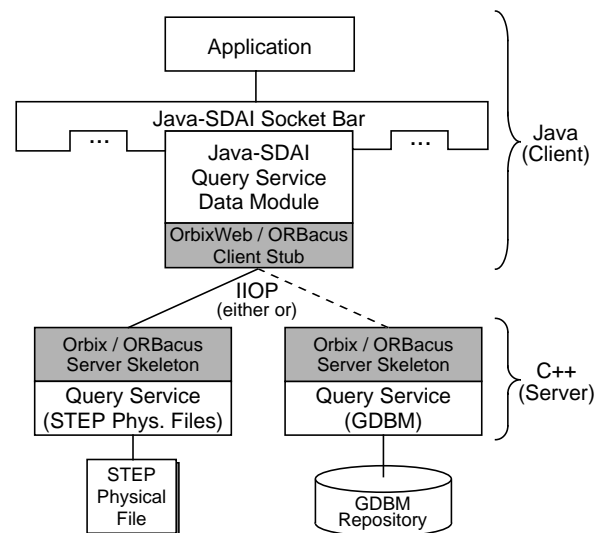 Application
Java-SDAI Socket Bar
...
...
Java-SDAI
Query Service
Data Module
OrbixWeb / ORBacus
Client Stub
Java
(Client)
IIOP
(either or)
Orbix / ORBacus
Server Skeleton
Query Service
(STEP Phys. Files)
Orbix / ORBacus
Server Skeleton
Query Service
(GDBM)
C++
(Server)
STEP
Physical
File
GDBM
Repository